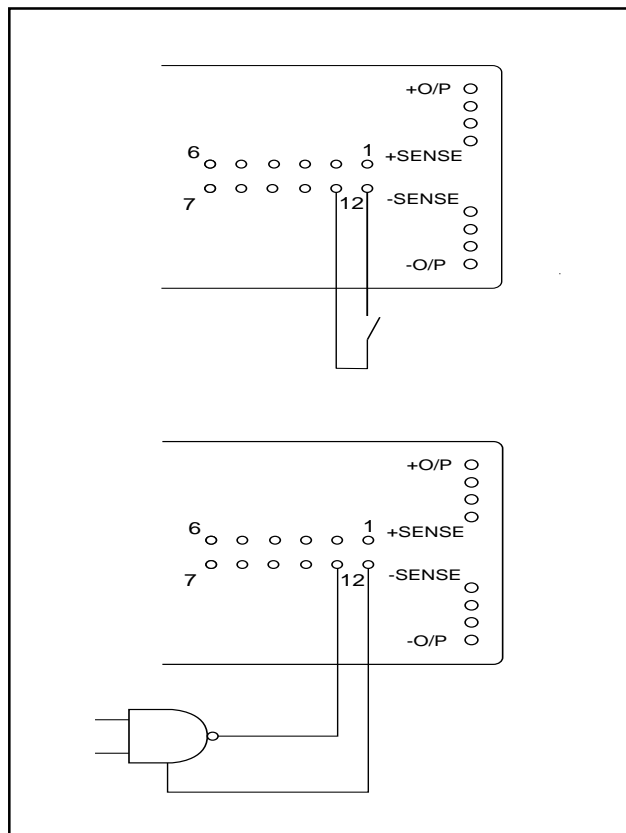 +O/P
6
1
+SENSE
7
12
-SENSE
-O/P
+O/P
6
1
+SENSE
7
12
-SENSE
-O/P